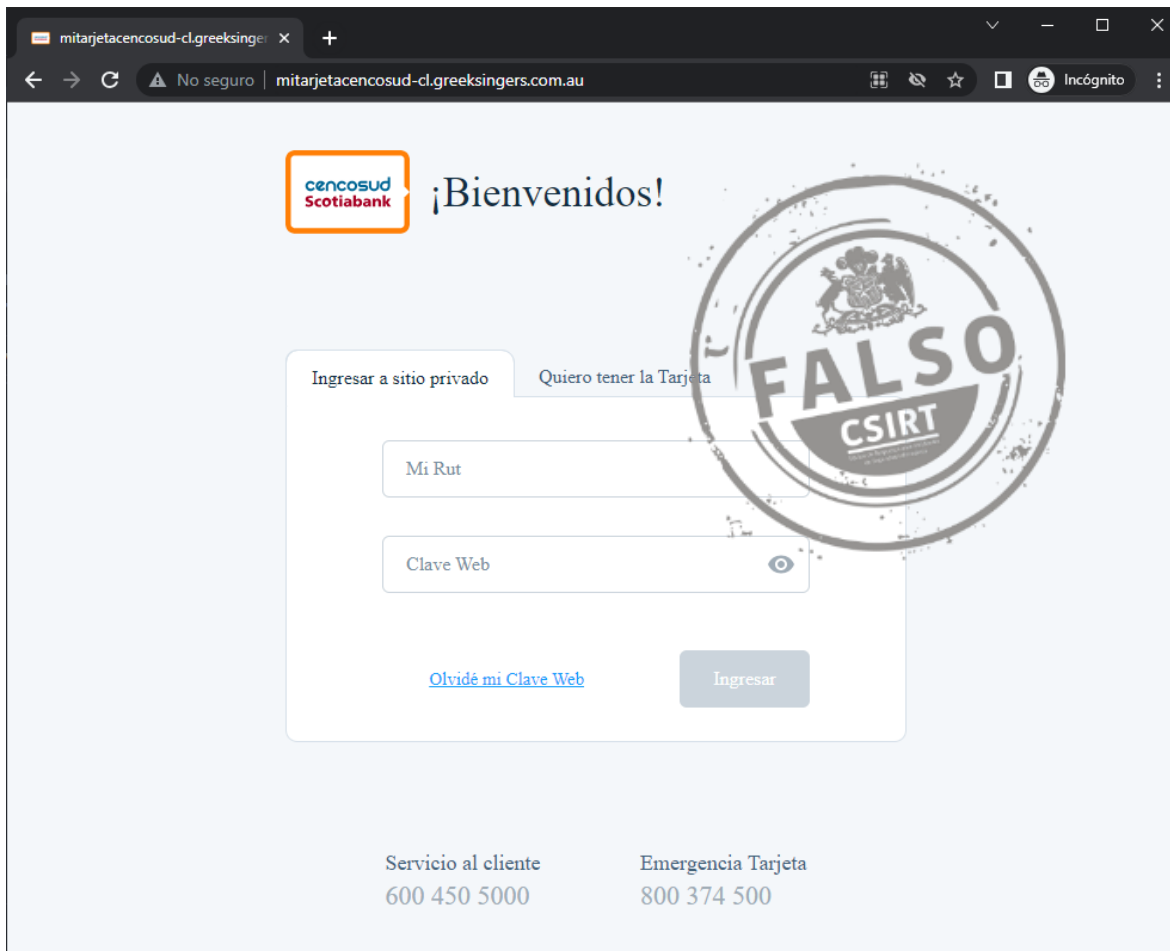 mitarjetacencosud-cl.greeksinger
No seguro | mitarjetacencosud-cl.greeksingers.com.au
Incógnito
cencosud
Scotiabank
¡Bienvenidos!
Ingresar a sitio privado
Quiero tener la Tarjeta
FALSO
CSIRT
Mi Rut
Clave Web
Olvidé mi Clave Web
Ingresar
Servicio al cliente
Emergencia Tarjeta
600 450 5000
800 374 500